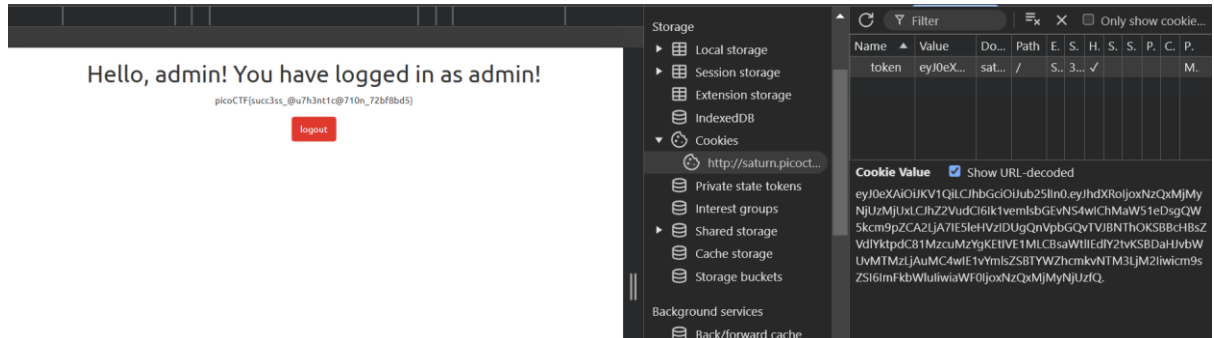 Hello, admin! You have logged in as admin!
picoCTF{succ3ss_@u7h3nt1c@710n_72bf8bd5}
logout
Storage
Local storage
Session storage
Extension storage
IndexedDB
Cookies
http://saturn.picoct...
Private state tokens
Interest groups
Shared storage
Cache storage
Storage buckets
Background services
Back/forward cache
Filter
Only show cookie...
Name Value Do... Path E. S. H. S. S. P. C. P.
token eyJ0eX... sat... / S.. 3... ✓ M.
Cookie Value Show URL-decoded
eyJ0eXAiOiJKV1QiLCJhbGciOiJub25lIn0.eyJhdXRoIjoxNzQxMjMy
NjUzMjUxLCJhZ2VudCI6Ik1vemlsbGEvNS4wIChMaW51eDsgQW
5kcm9pZCA2LjA7IE5leHVzIDUgQnVpbGQvTVJBNThOKSBBcHBsZ
VdlYktpdC81MzcuMzYgKEtIVE1MLCBsaWtlIEdlY2tvKSBDaHJvbW
UvMTMzLjAuMC4wIE1vYmlsZSBTYWZhcmkvNTM3LjM2Iiwicm9s
ZSI6ImFkbWluIiwiaWF0IjoxNzQxMjMyNjUzfQ.